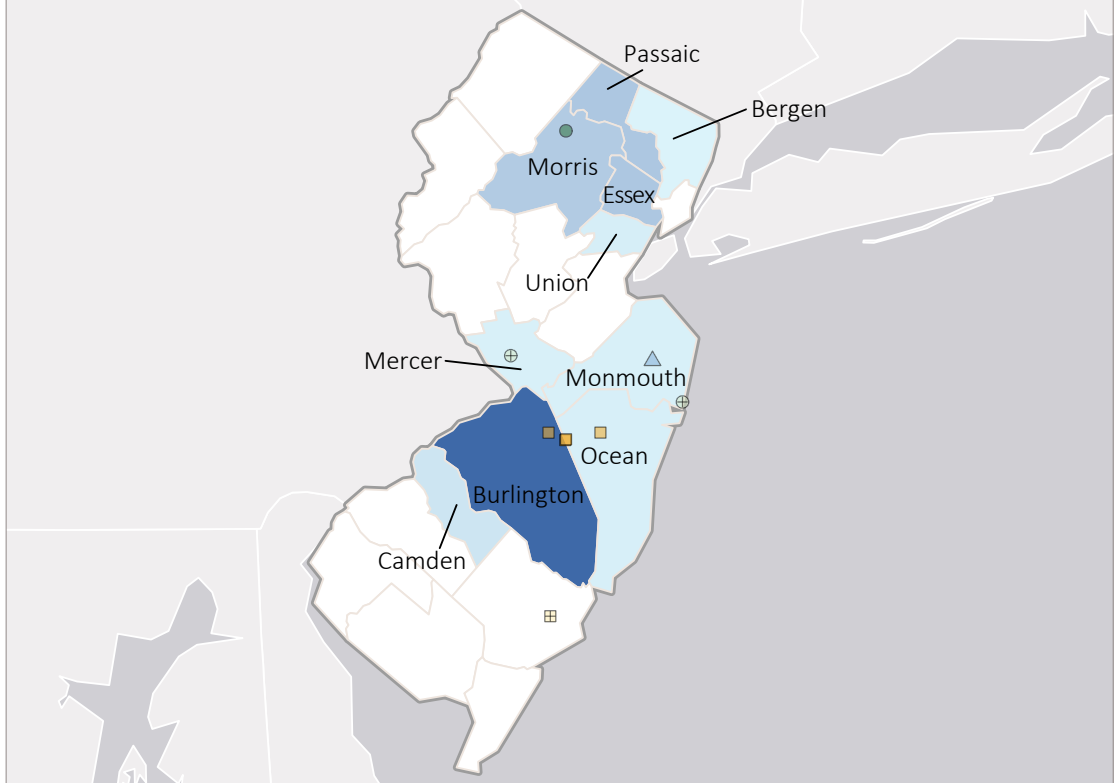 Passaic
Bergen
Morris
Essex
Union
Mercer
Monmouth
Ocean
Burlington
Camden